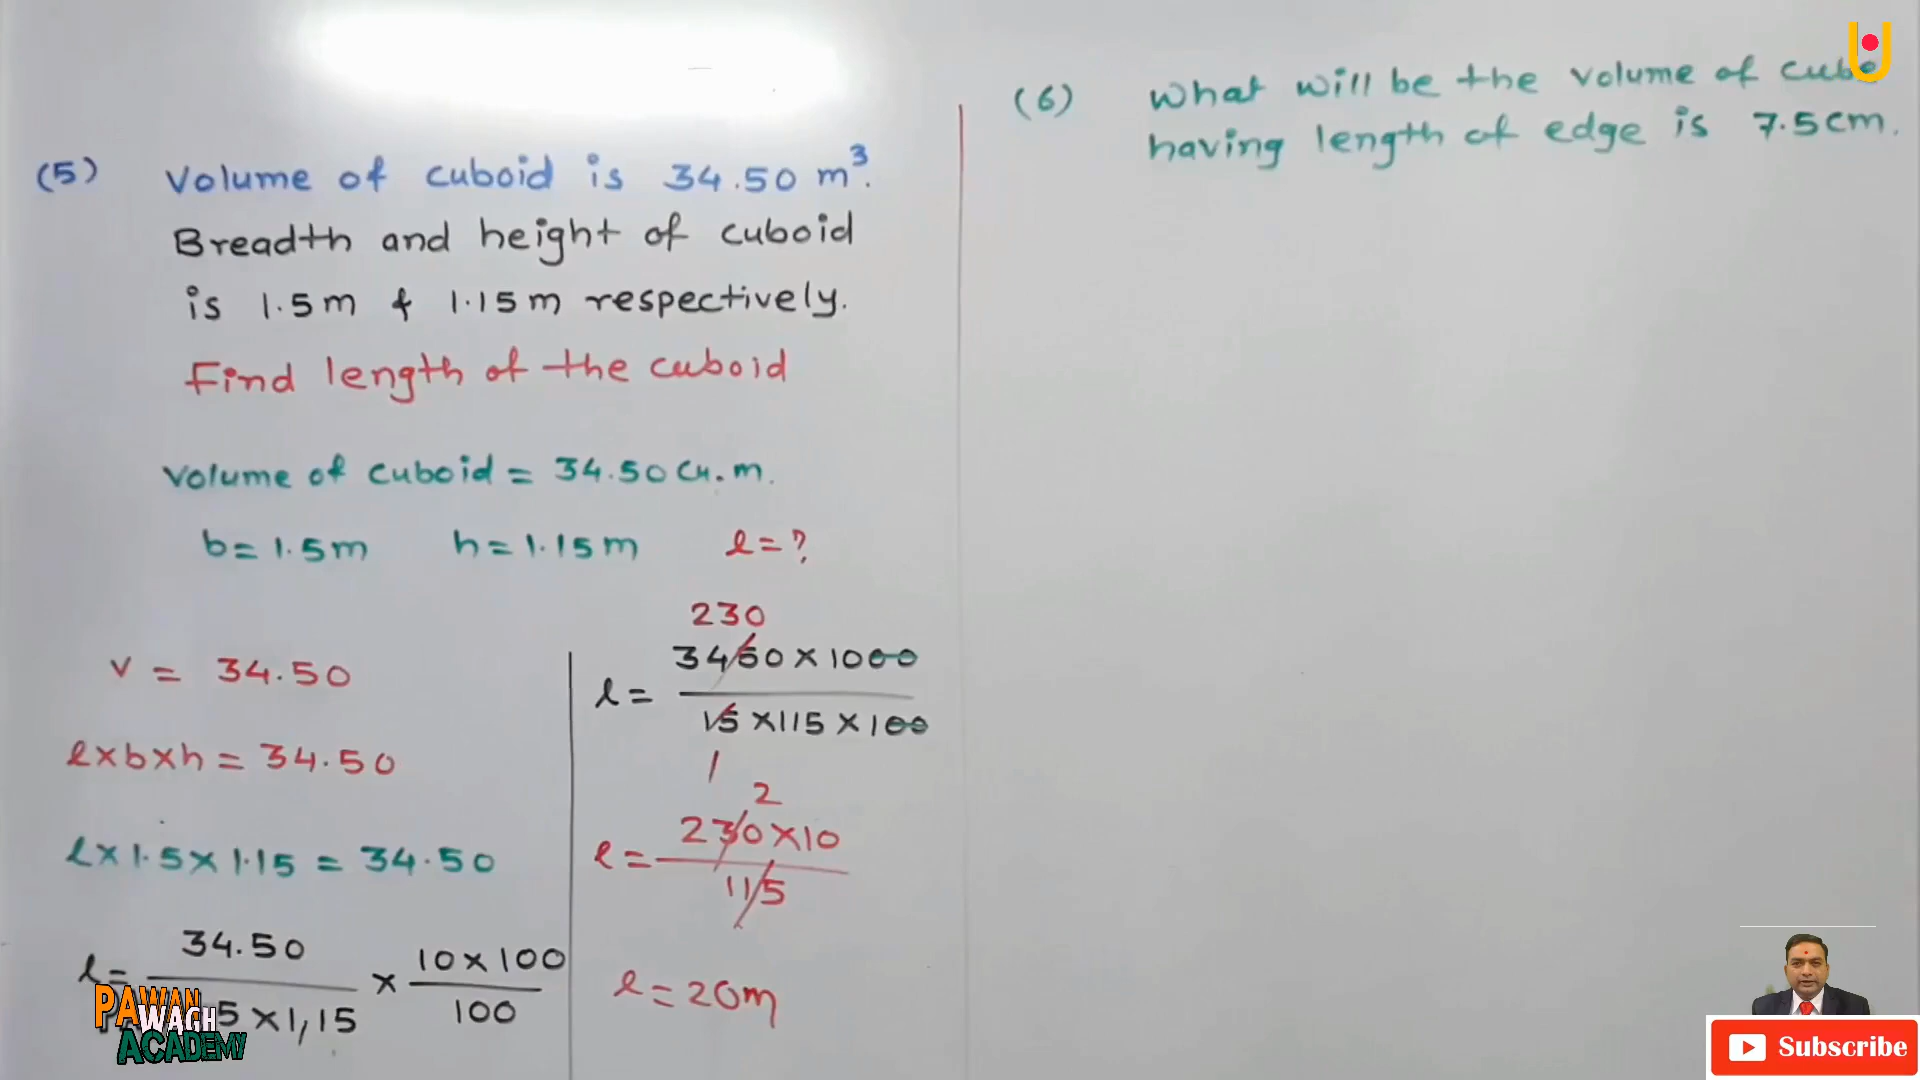 (5) Volume of cuboid is 34.50 m³.
Breadth and height of cuboid
is 1.5m & 1.15m respectively.
Find length of the cuboid
Volume of cuboid = 34.50 cu.m.
b = 1.5m h = 1.15m l = ?
v = 34.50
l×b×h = 34.50
l×1.5×1.15 = 34.50
34.50
l=
5×1,15
×
10×100
100
230
3450×1000
l =
15×115×100
1
2
230×10
l =
115
l = 20m
(6) What will be the volume of cube
having length of edge is 7.5cm.
PAWAN
WAGH
ACADEMY
Subscribe